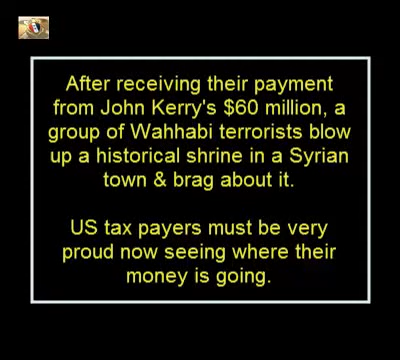 After receiving their payment
from John Kerry's $60 million, a
group of Wahhabi terrorists blow
up a historical shrine in a Syrian
town & brag about it.
US tax payers must be very
proud now seeing where their
money is going.